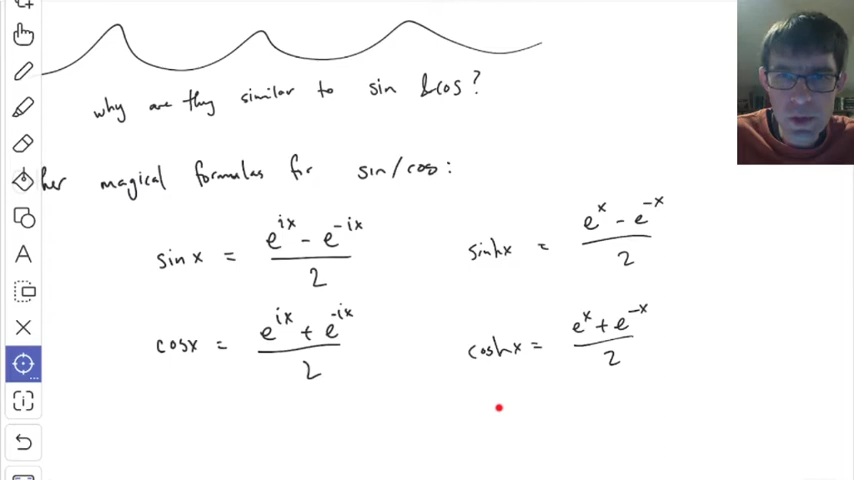 why are they similar to sin & cos?
her magical formulas for sin/cos:
sin x = (e^{ix} - e^{-ix})/2
sinh x = (e^x - e^{-x})/2
cos x = (e^{ix} + e^{-ix})/2
cosh x = (e^x + e^{-x})/2
A